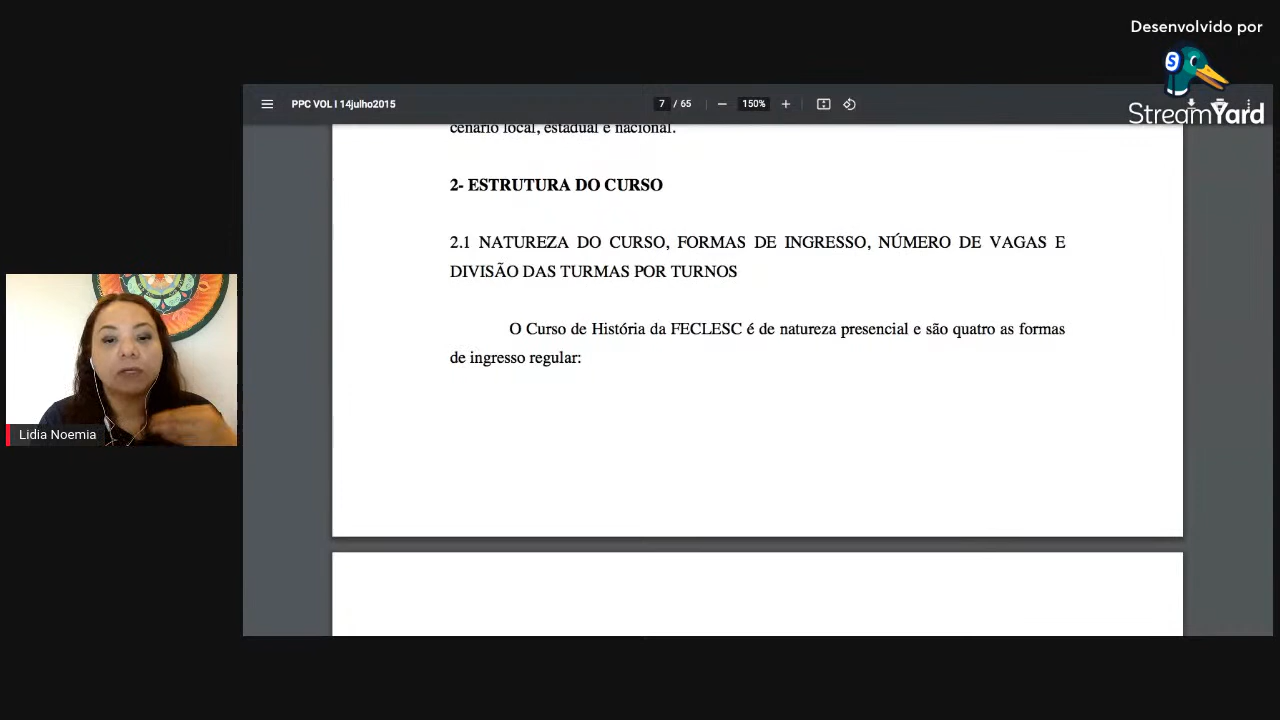 Desenvolvido por
StreamYard
PPC VOL I 14julho2015
7 / 65
150%
cenário local, estadual e nacional.
2- ESTRUTURA DO CURSO
2.1 NATUREZA DO CURSO, FORMAS DE INGRESSO, NÚMERO DE VAGAS E
DIVISÃO DAS TURMAS POR TURNOS
O Curso de História da FECLESC é de natureza presencial e são quatro as formas
de ingresso regular:
Lidia Noemia